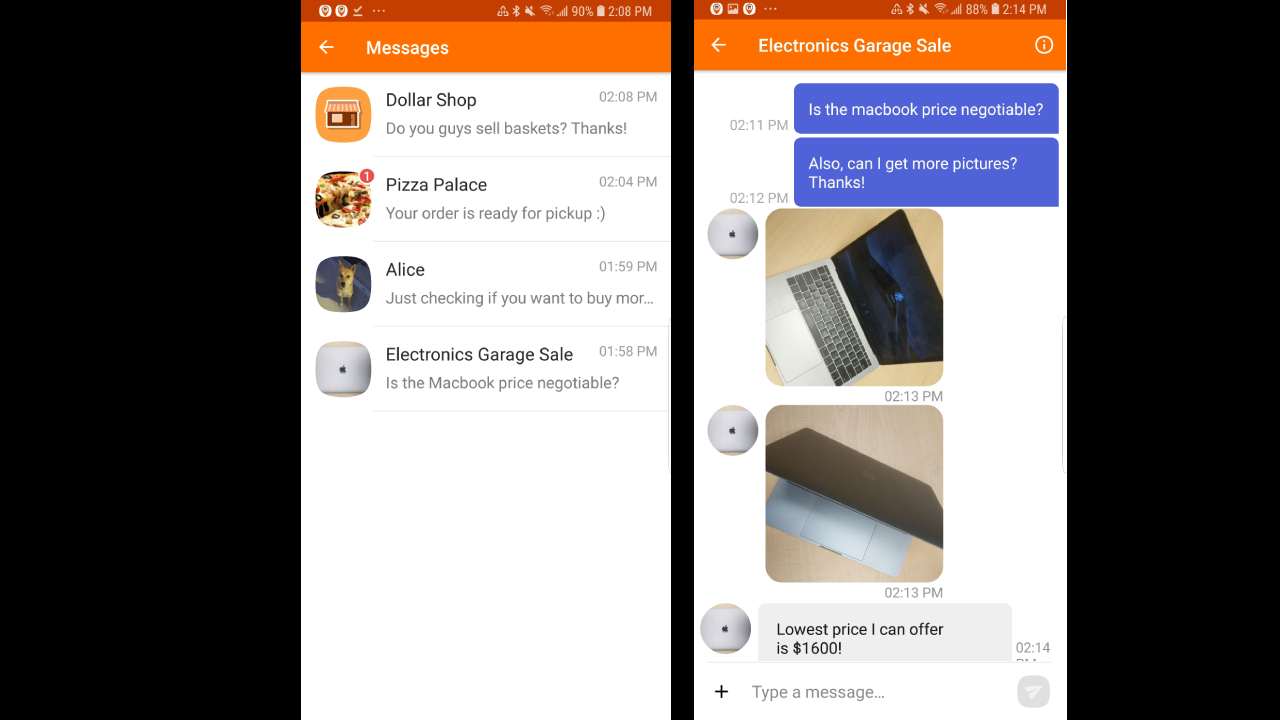 90% 2:08 PM
Messages
Dollar Shop
02:08 PM
Do you guys sell baskets? Thanks!
1
Pizza Palace
02:04 PM
Your order is ready for pickup :)
Alice
01:59 PM
Just checking if you want to buy mor...
Electronics Garage Sale
01:58 PM
Is the Macbook price negotiable?
88% 2:14 PM
Electronics Garage Sale
Is the macbook price negotiable?
02:11 PM
Also, can I get more pictures?
Thanks!
02:12 PM
02:13 PM
02:13 PM
Lowest price I can offer
is $1600!
02:14
PM
Type a message...